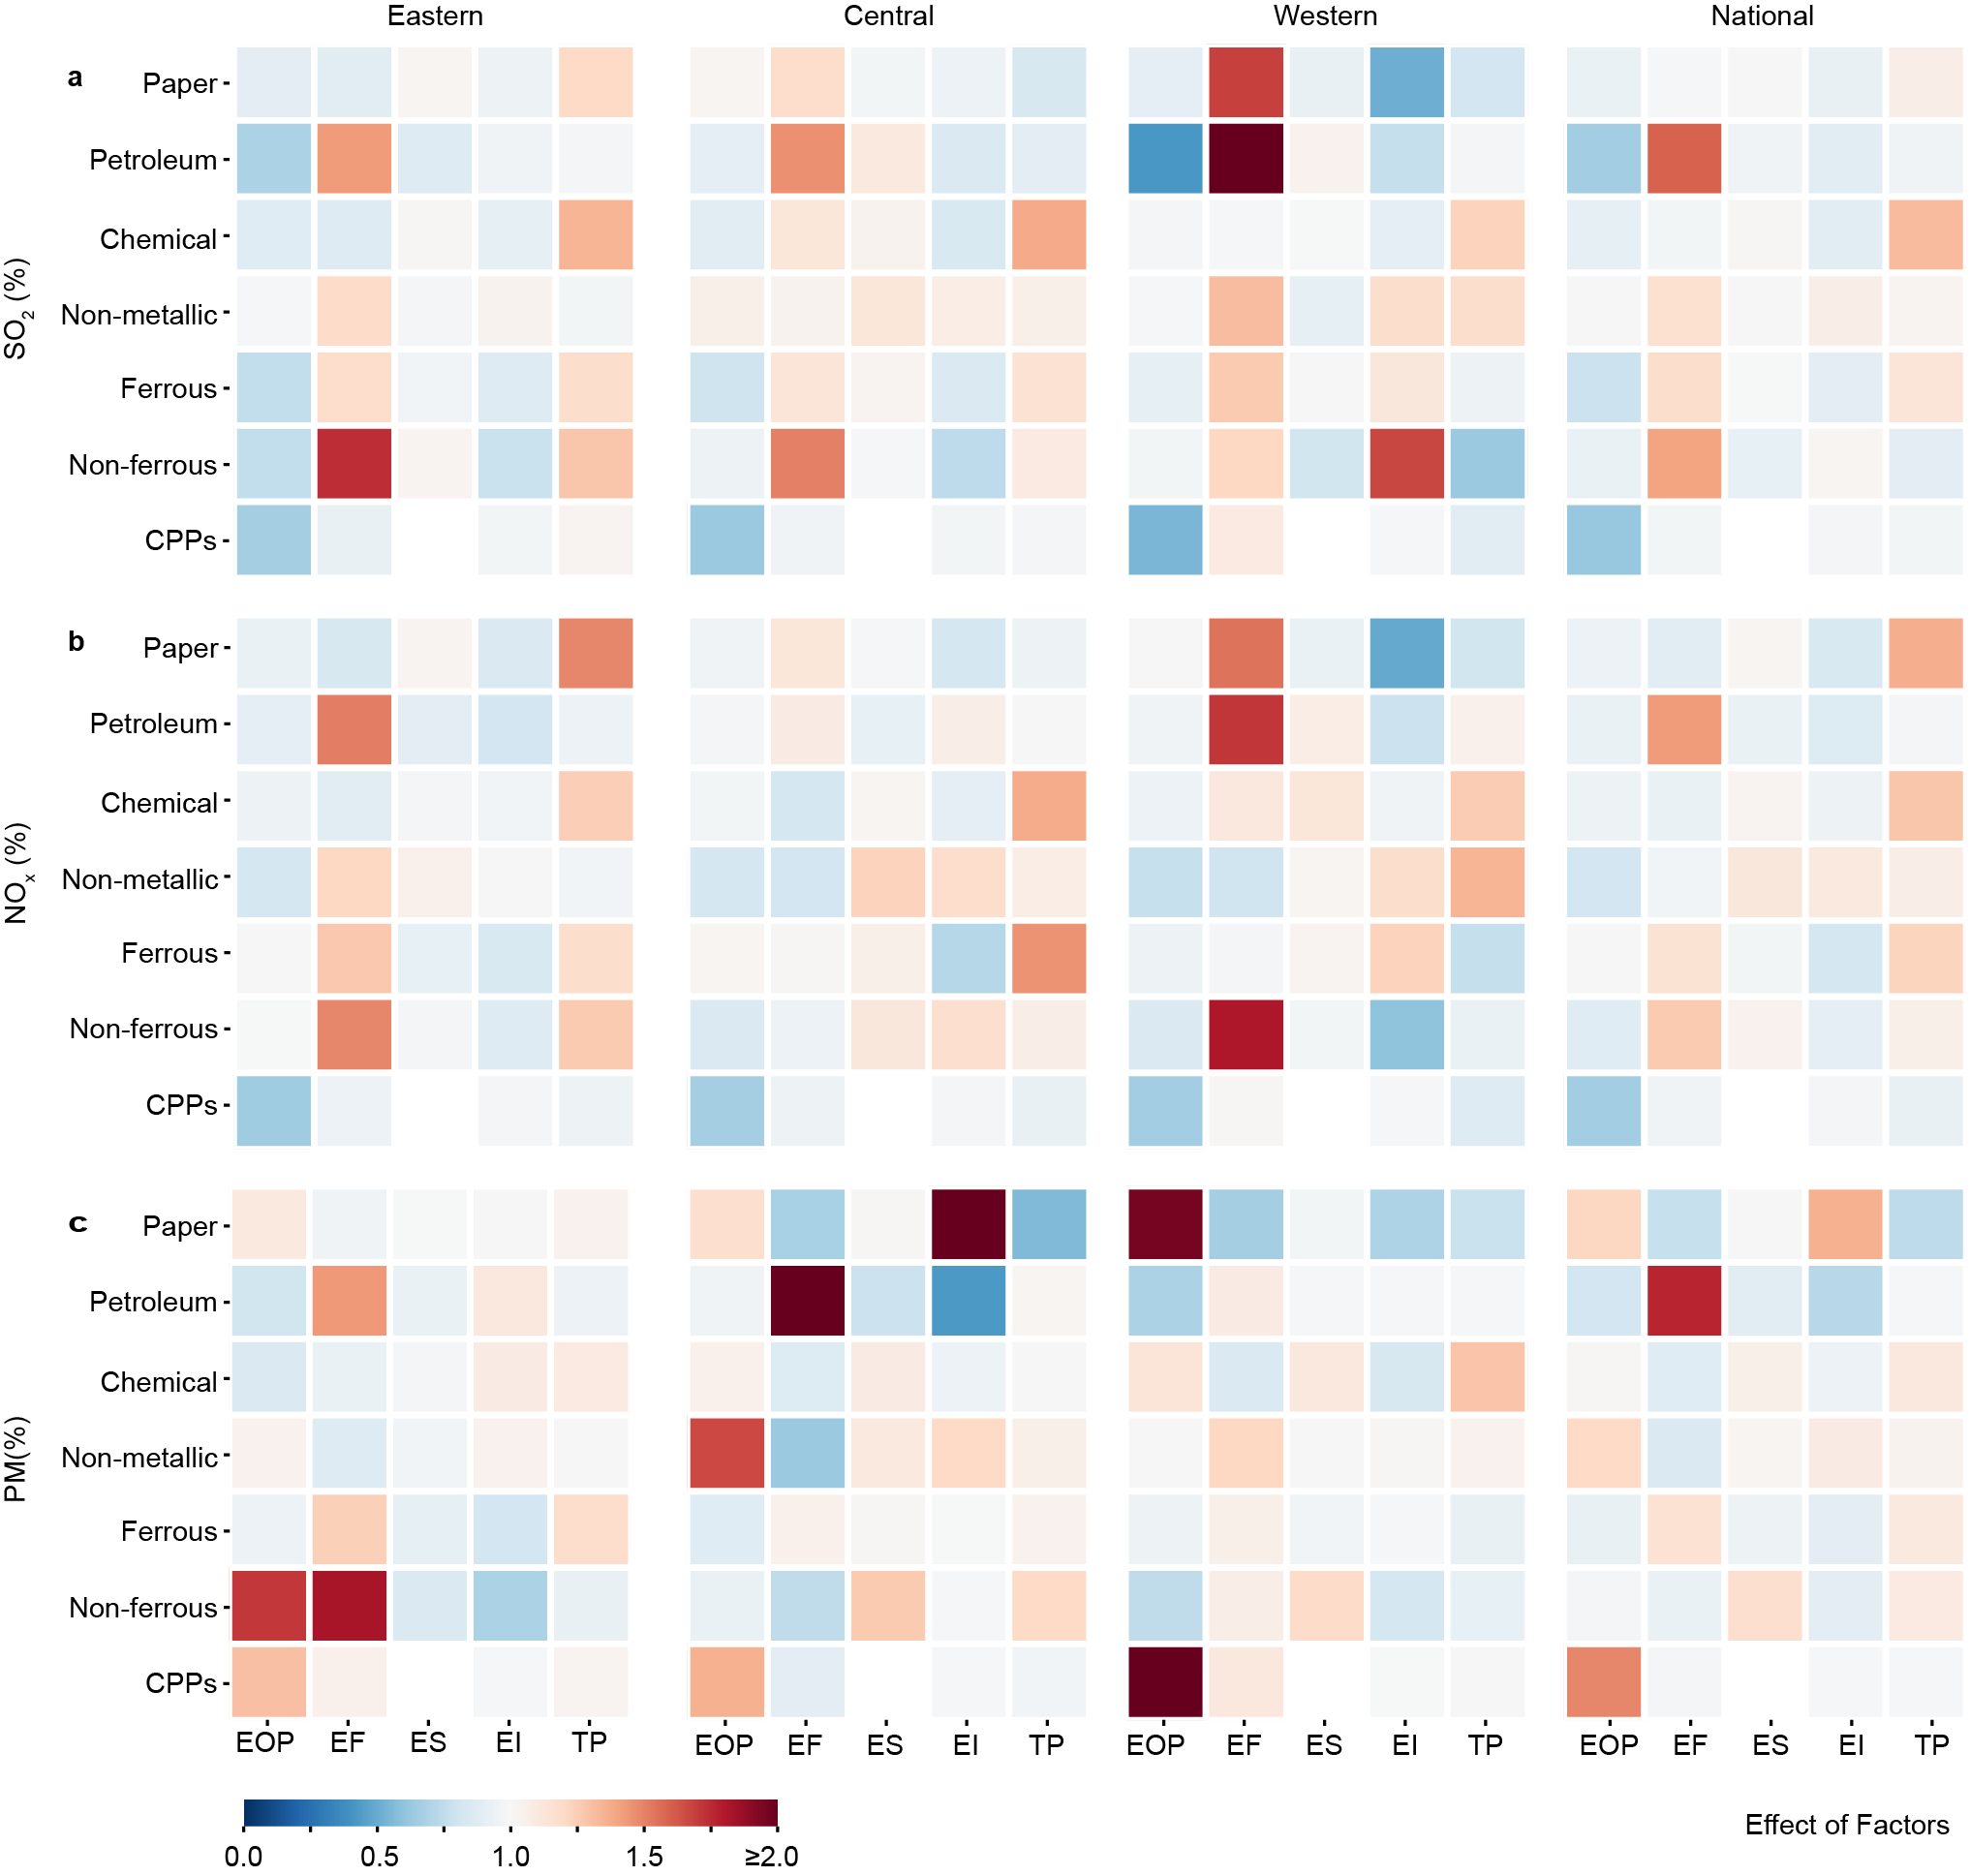 Eastern Central Western National
a
SO2 (%)
Paper
Petroleum
Chemical
Non-metallic
Ferrous
Non-ferrous
CPPs
b
NOx (%)
Paper
Petroleum
Chemical
Non-metallic
Ferrous
Non-ferrous
CPPs
c
PM(%)
Paper
Petroleum
Chemical
Non-metallic
Ferrous
Non-ferrous
CPPs
EOP EF ES EI TP EOP EF ES EI TP EOP EF ES EI TP EOP EF ES EI TP
0.0 0.5 1.0 1.5 ≥2.0
Effect of Factors